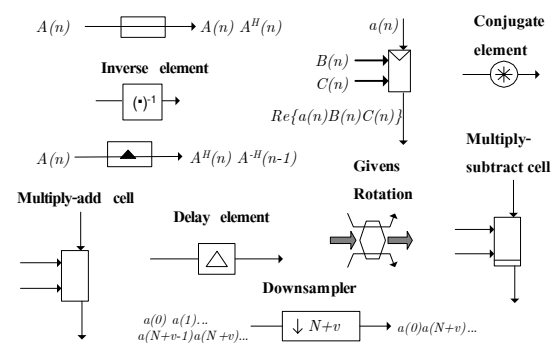 A(n)
A(n) A^H(n)
a(n)
Conjugate
element
B(n)
C(n)
Inverse element
(▪)^-1
Re{a(n)B(n)C(n)}
A(n)
A^H(n) A^-H(n-1)
Multiply-
subtract cell
Givens
Rotation
Multiply-add cell
Delay element
Downsampler
a(0) a(1)...
a(N+v-1)a(N+v)...
↓ N+v
a(0)a(N+v)...